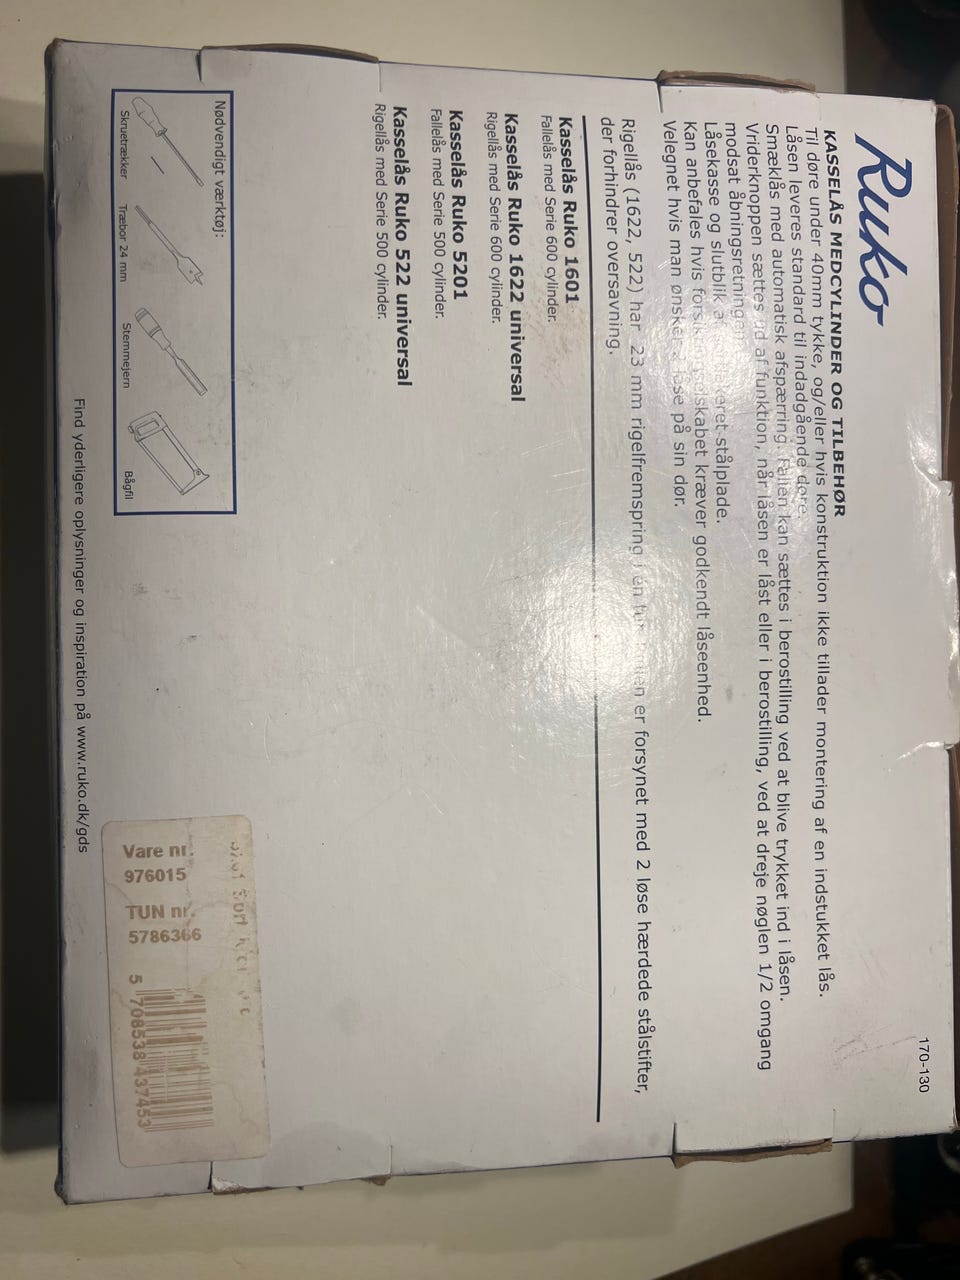 Ruko
170-130
KASSELÅS MEDCYLINDER OG TILBEHØR
Til døre under 40mm tykke, og/eller hvis konstruktion ikke tillader montering af en indstukket lås.
Låsen leveres standard til indadgående døre.
Smæklås med automatisk afspærring. Fallen kan sættes i berostilling ved at blive trykket ind i låsen.
Vriderknoppen sættes ud af funktion, når låsen er låst eller i berostilling, ved at dreje nøglen 1/2 omgang
modsat åbningsretningen.
Låsekasse og slutblik af stålplade.
Kan anbefales hvis forsikringsselskabet kræver godkendt låseenhed.
Velegnet hvis man ønsker låse på sin dør.
Rigellås (1622, 522) har 23 mm rigelfremspring i én tur. er forsynet med 2 løse hærdede stålstifter,
der forhindrer oversavning.
Kasselås Ruko 1601
Fallelås med Serie 600 cylinder.
Kasselås Ruko 1622 universal
Rigellås med Serie 600 cylinder.
Kasselås Ruko 5201
Fallelås med Serie 500 cylinder.
Kasselås Ruko 522 universal
Rigellås med Serie 500 cylinder.
Nødvendigt værktøj:
Skruetrækker
Træbor 24 mm
Stemmejern
Bågfil
Find yderligere oplysninger og inspiration på www.ruko.dk/gds
Vare nr.
976015
TUN nr.
5786366
5 708538 437453